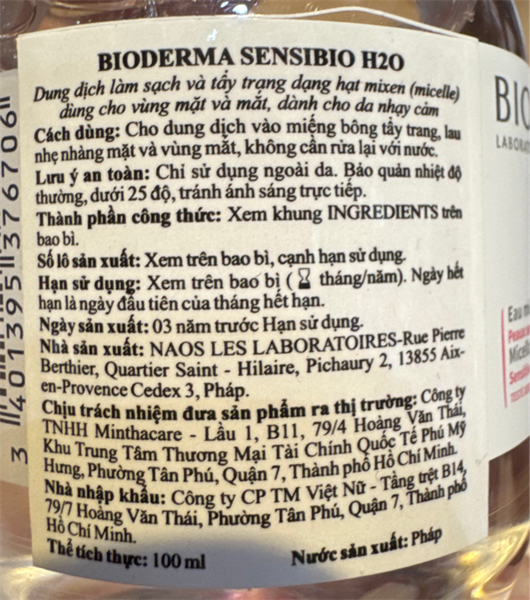 BIODERMA SENSIBIO H2O
Dung dịch làm sạch và tẩy trang dạng hạt mixen (micelle)
dùng cho vùng mặt và mắt, dành cho da nhạy cảm
Cách dùng: Cho dung dịch vào miếng bông tẩy trang, lau
nhẹ nhàng mặt và vùng mắt, không cần rửa lại với nước.
Lưu ý an toàn: Chỉ sử dụng ngoài da. Bảo quản nhiệt độ
thường, dưới 25 độ, tránh ánh sáng trực tiếp.
Thành phần công thức: Xem khung INGREDIENTS trên
bao bì.
Số lô sản xuất: Xem trên bao bì, cạnh hạn sử dụng.
Hạn sử dụng: Xem trên bao bì (⌛ tháng/năm). Ngày hết
hạn là ngày đầu tiên của tháng hết hạn.
Ngày sản xuất: 03 năm trước Hạn sử dụng.
Nhà sản xuất: NAOS LES LABORATOIRES-Rue Pierre
Berthier, Quartier Saint - Hilaire, Pichaury 2, 13855 Aix-
en-Provence Cedex 3, Pháp.
Chịu trách nhiệm đưa sản phẩm ra thị trường: Công ty
TNHH Minthacare - Lầu 1, B11, 79/4 Hoàng Văn Thái,
Khu Trung Tâm Thương Mại Tài Chính Quốc Tế Phú Mỹ
Hưng, Phường Tân Phú, Quận 7, Thành phố Hồ Chí Minh.
Nhà nhập khẩu: Công ty CP TM Việt Nữ - Tầng trệt B14,
79/7 Hoàng Văn Thái, Phường Tân Phú, Quận 7, Thành phố
Hồ Chí Minh.
Thể tích thực: 100 ml
Nước sản xuất: Pháp
3 401395 376706
BIO
LABORAT
Eau m
Micell
Sensi